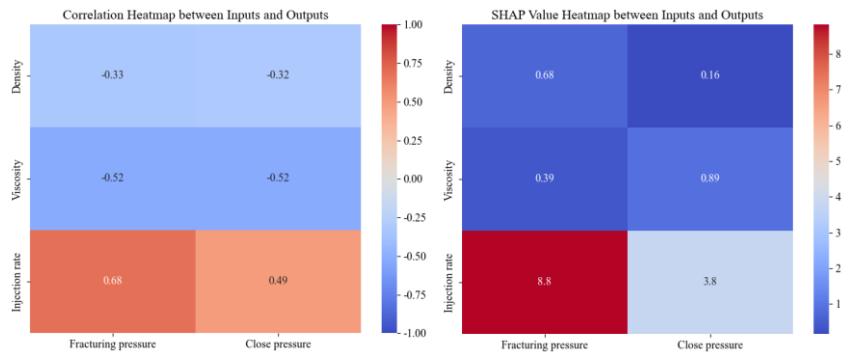 Correlation Heatmap between Inputs and Outputs
Density
Viscosity
Injection rate
-0.33
-0.32
-0.52
-0.52
0.68
0.49
Fracturing pressure
Close pressure
1.00
0.75
0.50
0.25
0.00
-0.25
-0.50
-0.75
-1.00
SHAP Value Heatmap between Inputs and Outputs
Density
Viscosity
Injection rate
0.68
0.16
0.39
0.89
8.8
3.8
Fracturing pressure
Close pressure
8
7
6
5
4
3
2
1